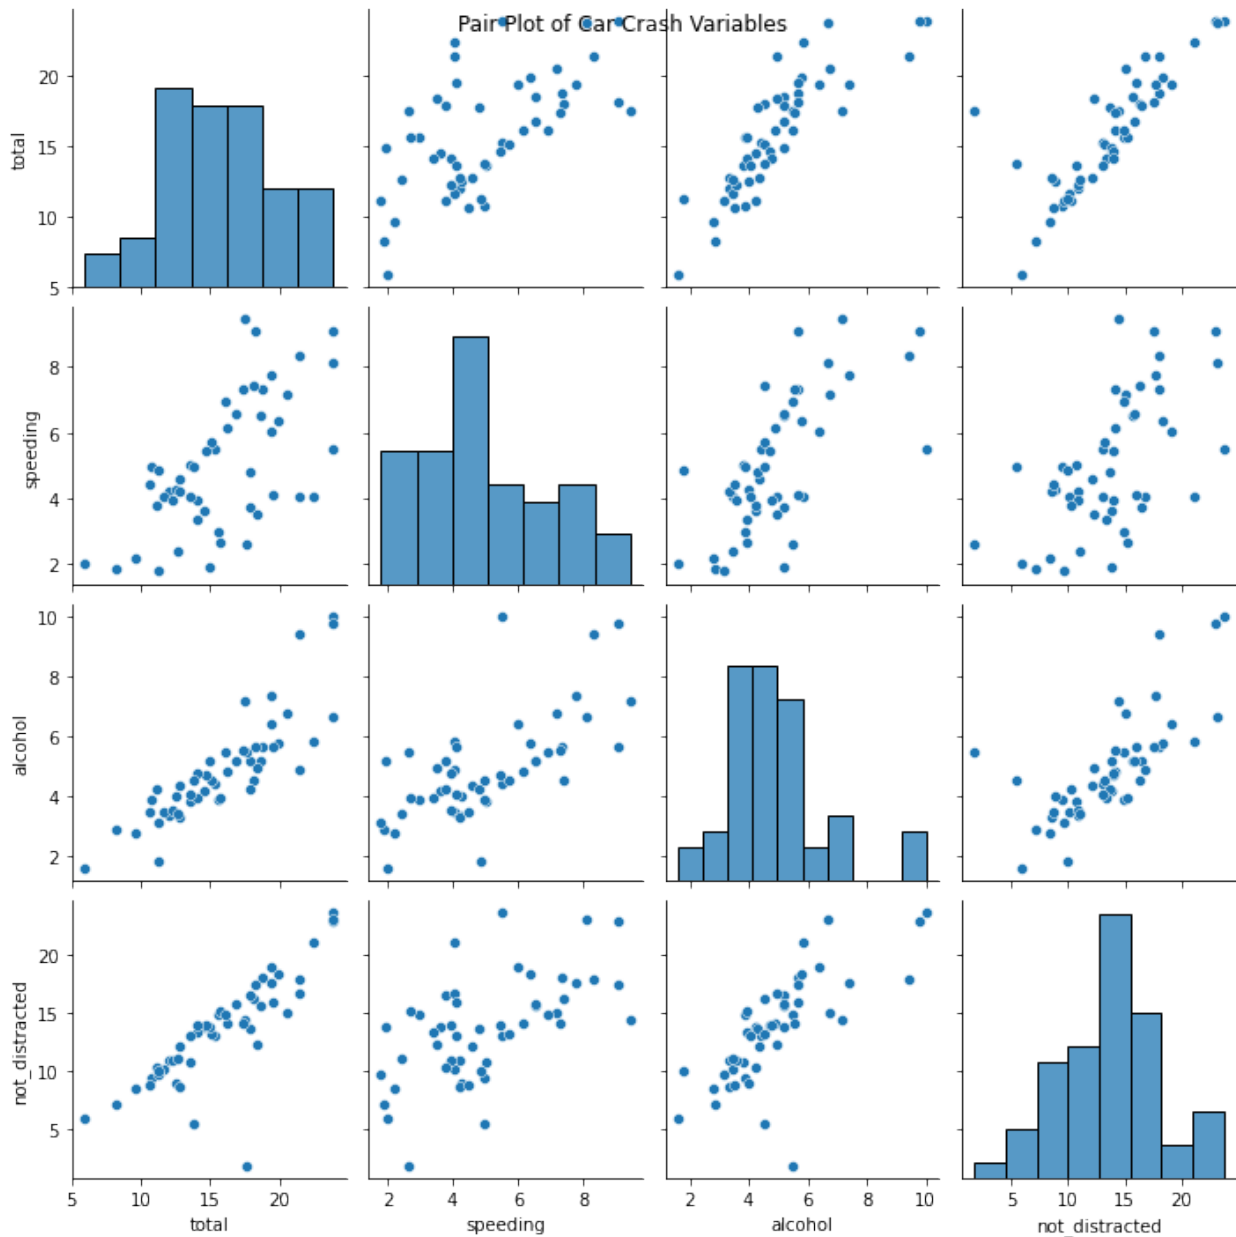 Pair Plot of Car Crash Variables
total
20
15
10
5
speeding
8
6
4
2
alcohol
10
8
6
4
2
not_distracted
20
15
10
5
5 10 15 20 2 4 6 8 2 4 6 8 10 5 10 15 20
total speeding alcohol not_distracted